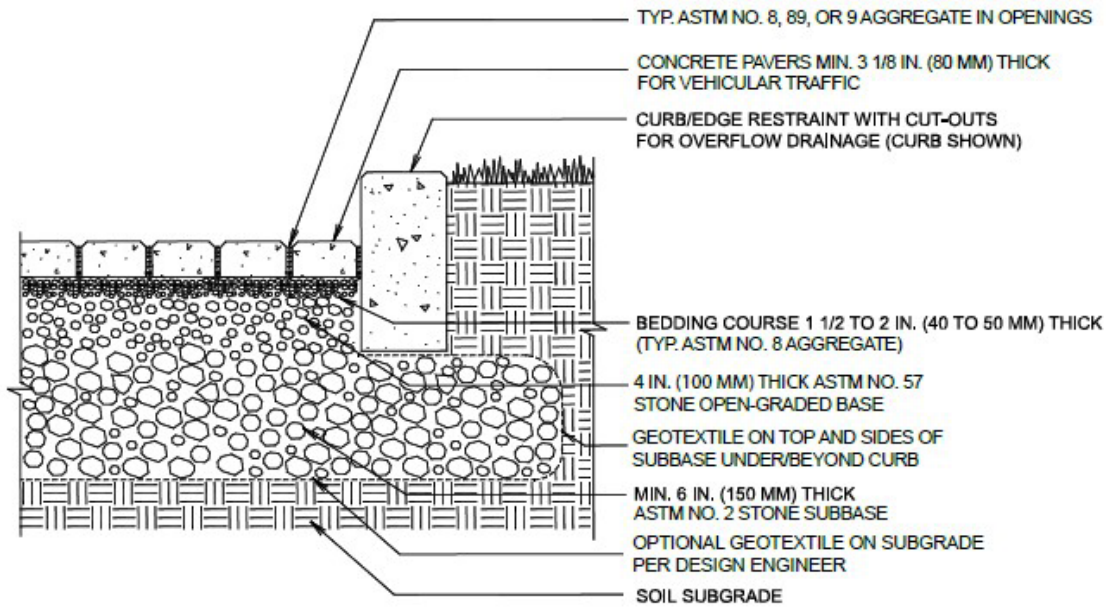 TYP. ASTM NO. 8, 89, OR 9 AGGREGATE IN OPENINGS
CONCRETE PAVERS MIN. 3 1/8 IN. (80 MM) THICK
FOR VEHICULAR TRAFFIC
CURB/EDGE RESTRAINT WITH CUT-OUTS
FOR OVERFLOW DRAINAGE (CURB SHOWN)
BEDDING COURSE 1 1/2 TO 2 IN. (40 TO 50 MM) THICK
(TYP. ASTM NO. 8 AGGREGATE)
4 IN. (100 MM) THICK ASTM NO. 57
STONE OPEN-GRADED BASE
GEOTEXTILE ON TOP AND SIDES OF
SUBBASE UNDER/BEYOND CURB
MIN. 6 IN. (150 MM) THICK
ASTM NO. 2 STONE SUBBASE
OPTIONAL GEOTEXTILE ON SUBGRADE
PER DESIGN ENGINEER
SOIL SUBGRADE